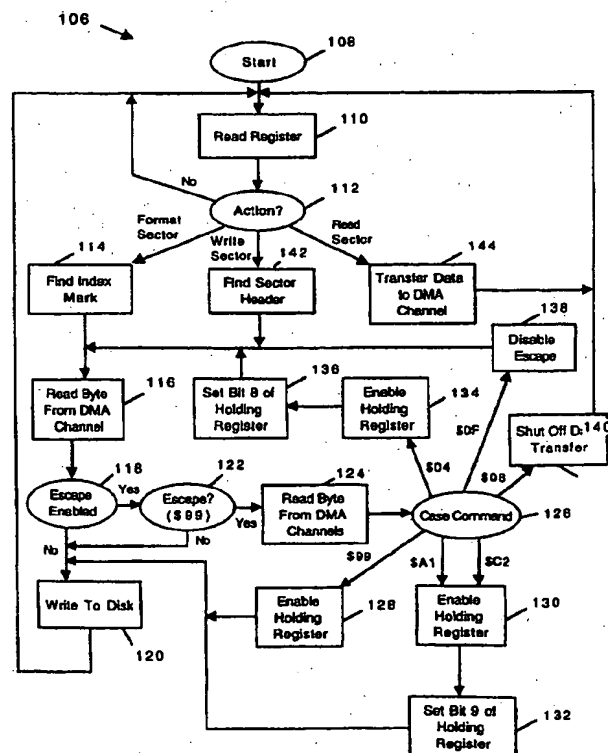 106
108
Start
110
Read Register
No
112
Action?
Format
Sector
Write
Sector
Read
Sector
114
142
144
Find Index
Mark
Find Sector
Header
Transfer Data
to DMA
Channel
138
Disable
Escape
136
134
116
Read Byte
From DMA
Channel
Set Bit 8 of
Holding
Register
Enable
Holding
Register
$0F
140
Shut Off
Transfer
$04
$08
118
122
124
Escape
Enabled
Yes
Escape?
($99)
Yes
Read Byte
From DMA
Channels
Case Command
126
No
No
$99
$A1
$C2
Write To Disk
120
Enable
Holding
Register
128
Enable
Holding
Register
130
Set Bit 9 of
Holding
Register
132